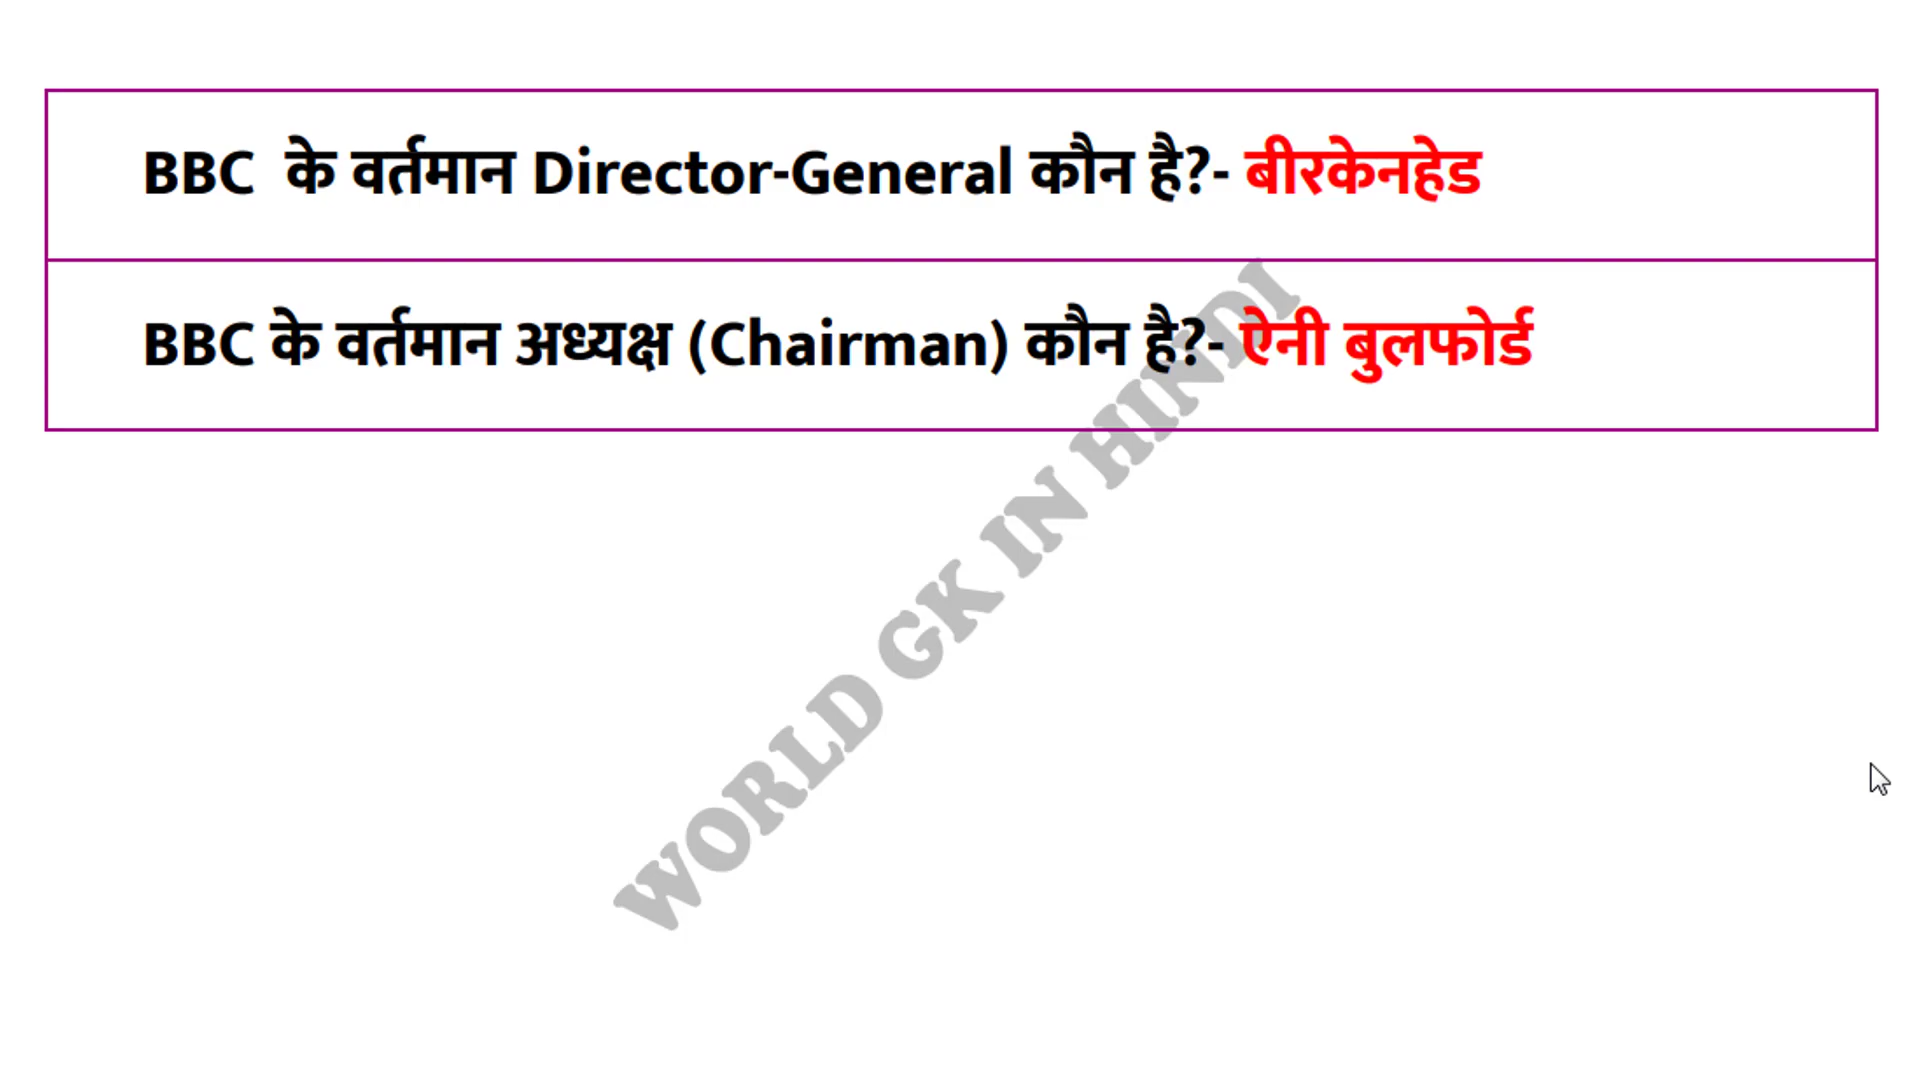 BBC के वर्तमान Director-General कौन है?- बीरकेनहेड
BBC के वर्तमान अध्यक्ष (Chairman) कौन है?- ऐनी बुलफोर्ड
WORLD GK IN HINDI